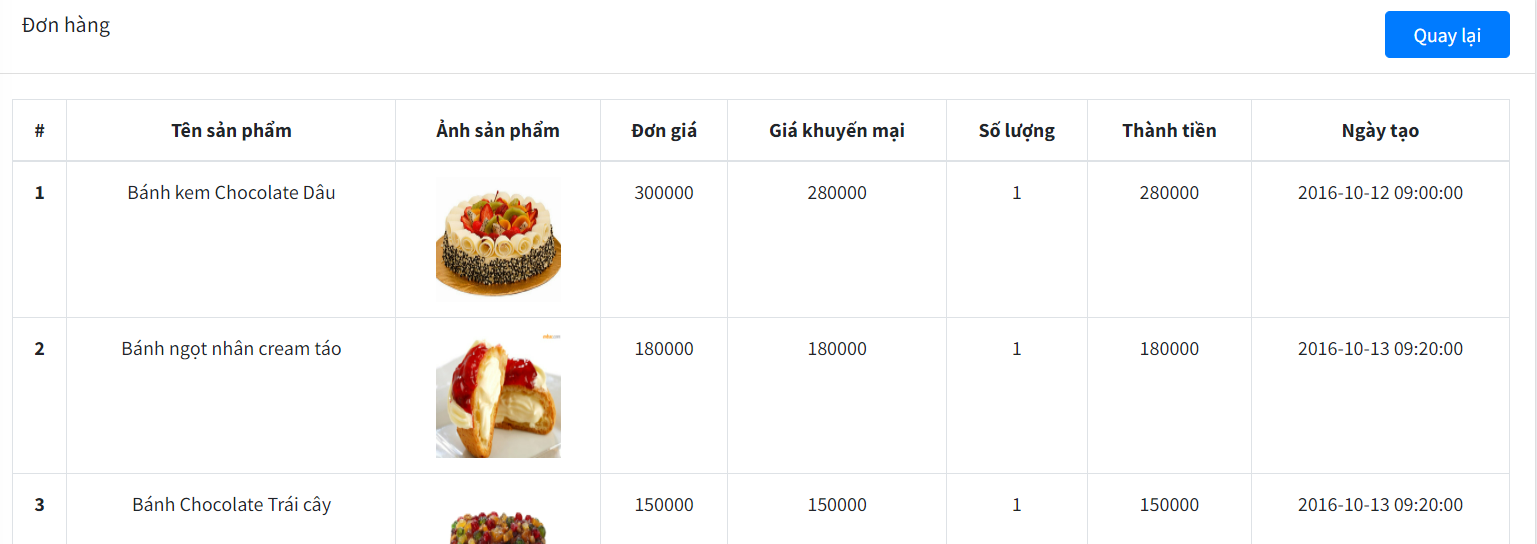 Đơn hàng
Quay lại
# Tên sản phẩm Ảnh sản phẩm Đơn giá Giá khuyến mại Số lượng Thành tiền Ngày tạo
1 Bánh kem Chocolate Dâu 300000 280000 1 280000 2016-10-12 09:00:00
2 Bánh ngọt nhân cream táo 180000 180000 1 180000 2016-10-13 09:20:00
3 Bánh Chocolate Trái cây 150000 150000 1 150000 2016-10-13 09:20:00